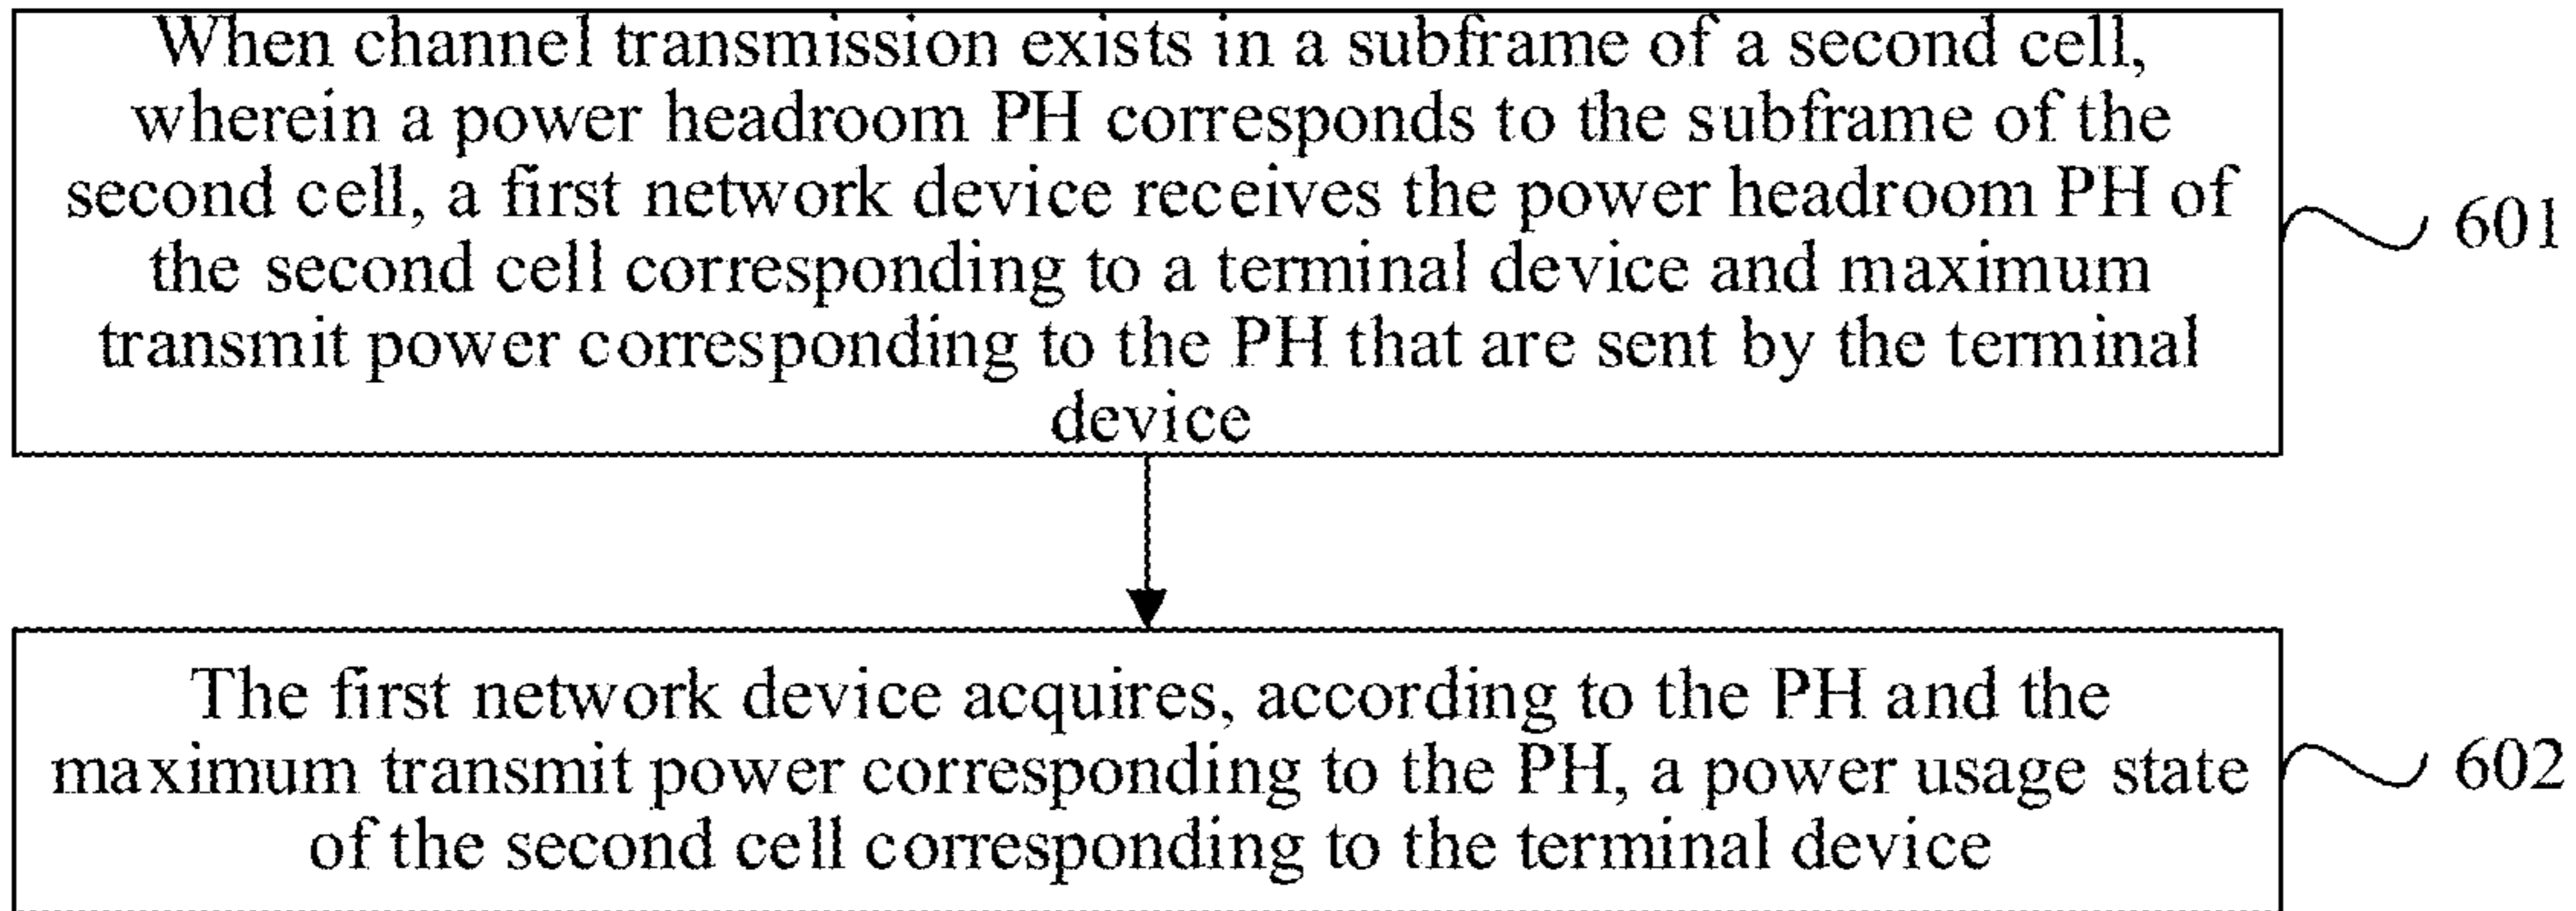 When channel transmission exists in a subframe of a second cell,
wherein a power headroom PH corresponds to the subframe of the
second cell, a first network device receives the power headroom PH of
the second cell corresponding to a terminal device and maximum
transmit power corresponding to the PH that are sent by the terminal
device
601
The first network device acquires, according to the PH and the
maximum transmit power corresponding to the PH, a power usage state
of the second cell corresponding to the terminal device
602